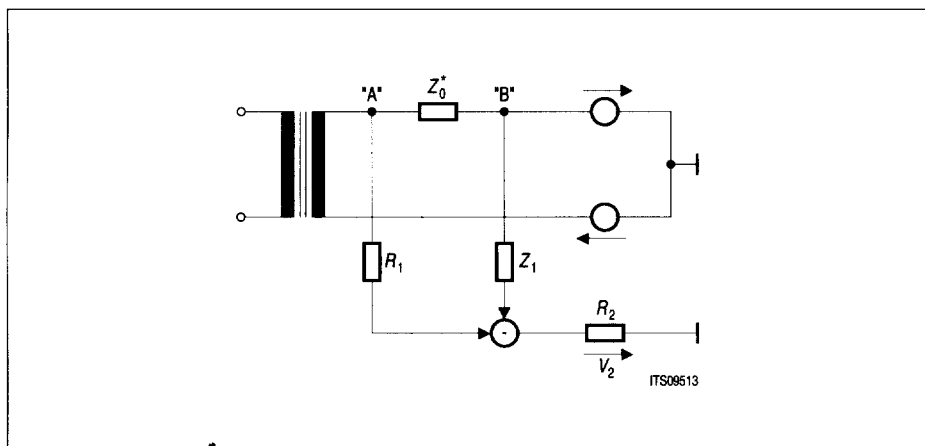 "A" Z₀* "B"
R₁ Z₁
-
R₂
V₂
ITS09513